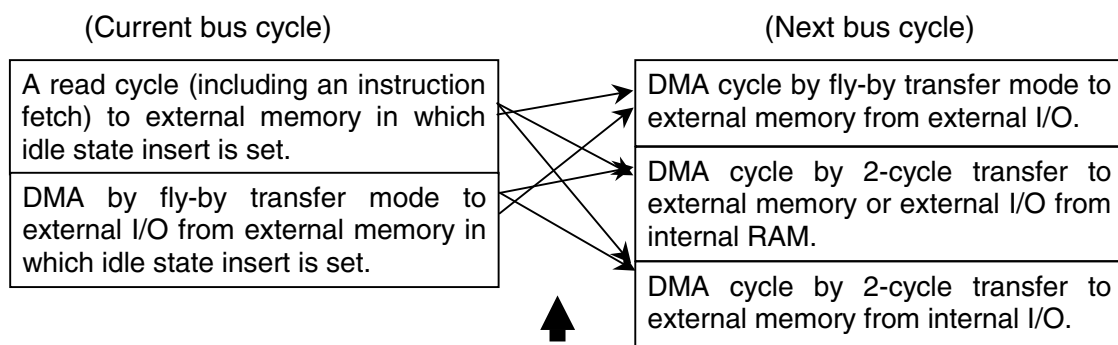 (Current bus cycle)
(Next bus cycle)
A read cycle (including an instruction
fetch) to external memory in which
idle state insert is set.
DMA by fly-by transfer mode to
external I/O from external memory in
which idle state insert is set.
DMA cycle by fly-by transfer mode to
external memory from external I/O.
DMA cycle by 2-cycle transfer to
external memory or external I/O from
internal RAM.
DMA cycle by 2-cycle transfer to
external memory from internal I/O.